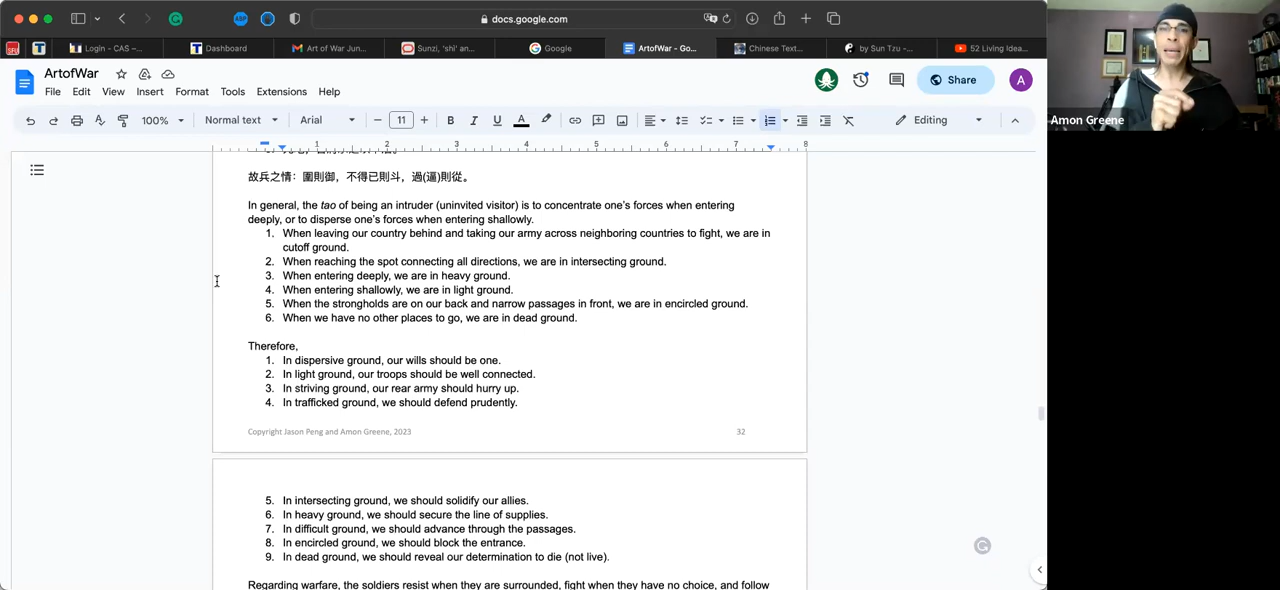 docs.google.com
Login - CAS –...
Dashboard
Art of War Jun...
Sunzi, 'shi' an...
Google
ArtofWar - Go...
Chinese Text...
by Sun Tzu -...
52 Living Idea...
ArtofWar
File Edit View Insert Format Tools Extensions Help
Share
A
100% Normal text Arial 11 Editing
1 2 3 4 5 6 7 8
Amon Greene
故兵之情：圍則御，不得已則斗，過(逼)則從。
In general, the tao of being an intruder (uninvited visitor) is to concentrate one's forces when entering
deeply, or to disperse one's forces when entering shallowly.
1. When leaving our country behind and taking our army across neighboring countries to fight, we are in
cutoff ground.
2. When reaching the spot connecting all directions, we are in intersecting ground.
3. When entering deeply, we are in heavy ground.
4. When entering shallowly, we are in light ground.
5. When the strongholds are on our back and narrow passages in front, we are in encircled ground.
6. When we have no other places to go, we are in dead ground.
Therefore,
1. In dispersive ground, our wills should be one.
2. In light ground, our troops should be well connected.
3. In striving ground, our rear army should hurry up.
4. In trafficked ground, we should defend prudently.
Copyright Jason Peng and Amon Greene, 2023 32
5. In intersecting ground, we should solidify our allies.
6. In heavy ground, we should secure the line of supplies.
7. In difficult ground, we should advance through the passages.
8. In encircled ground, we should block the entrance.
9. In dead ground, we should reveal our determination to die (not live).
Regarding warfare, the soldiers resist when they are surrounded, fight when they have no choice, and follow